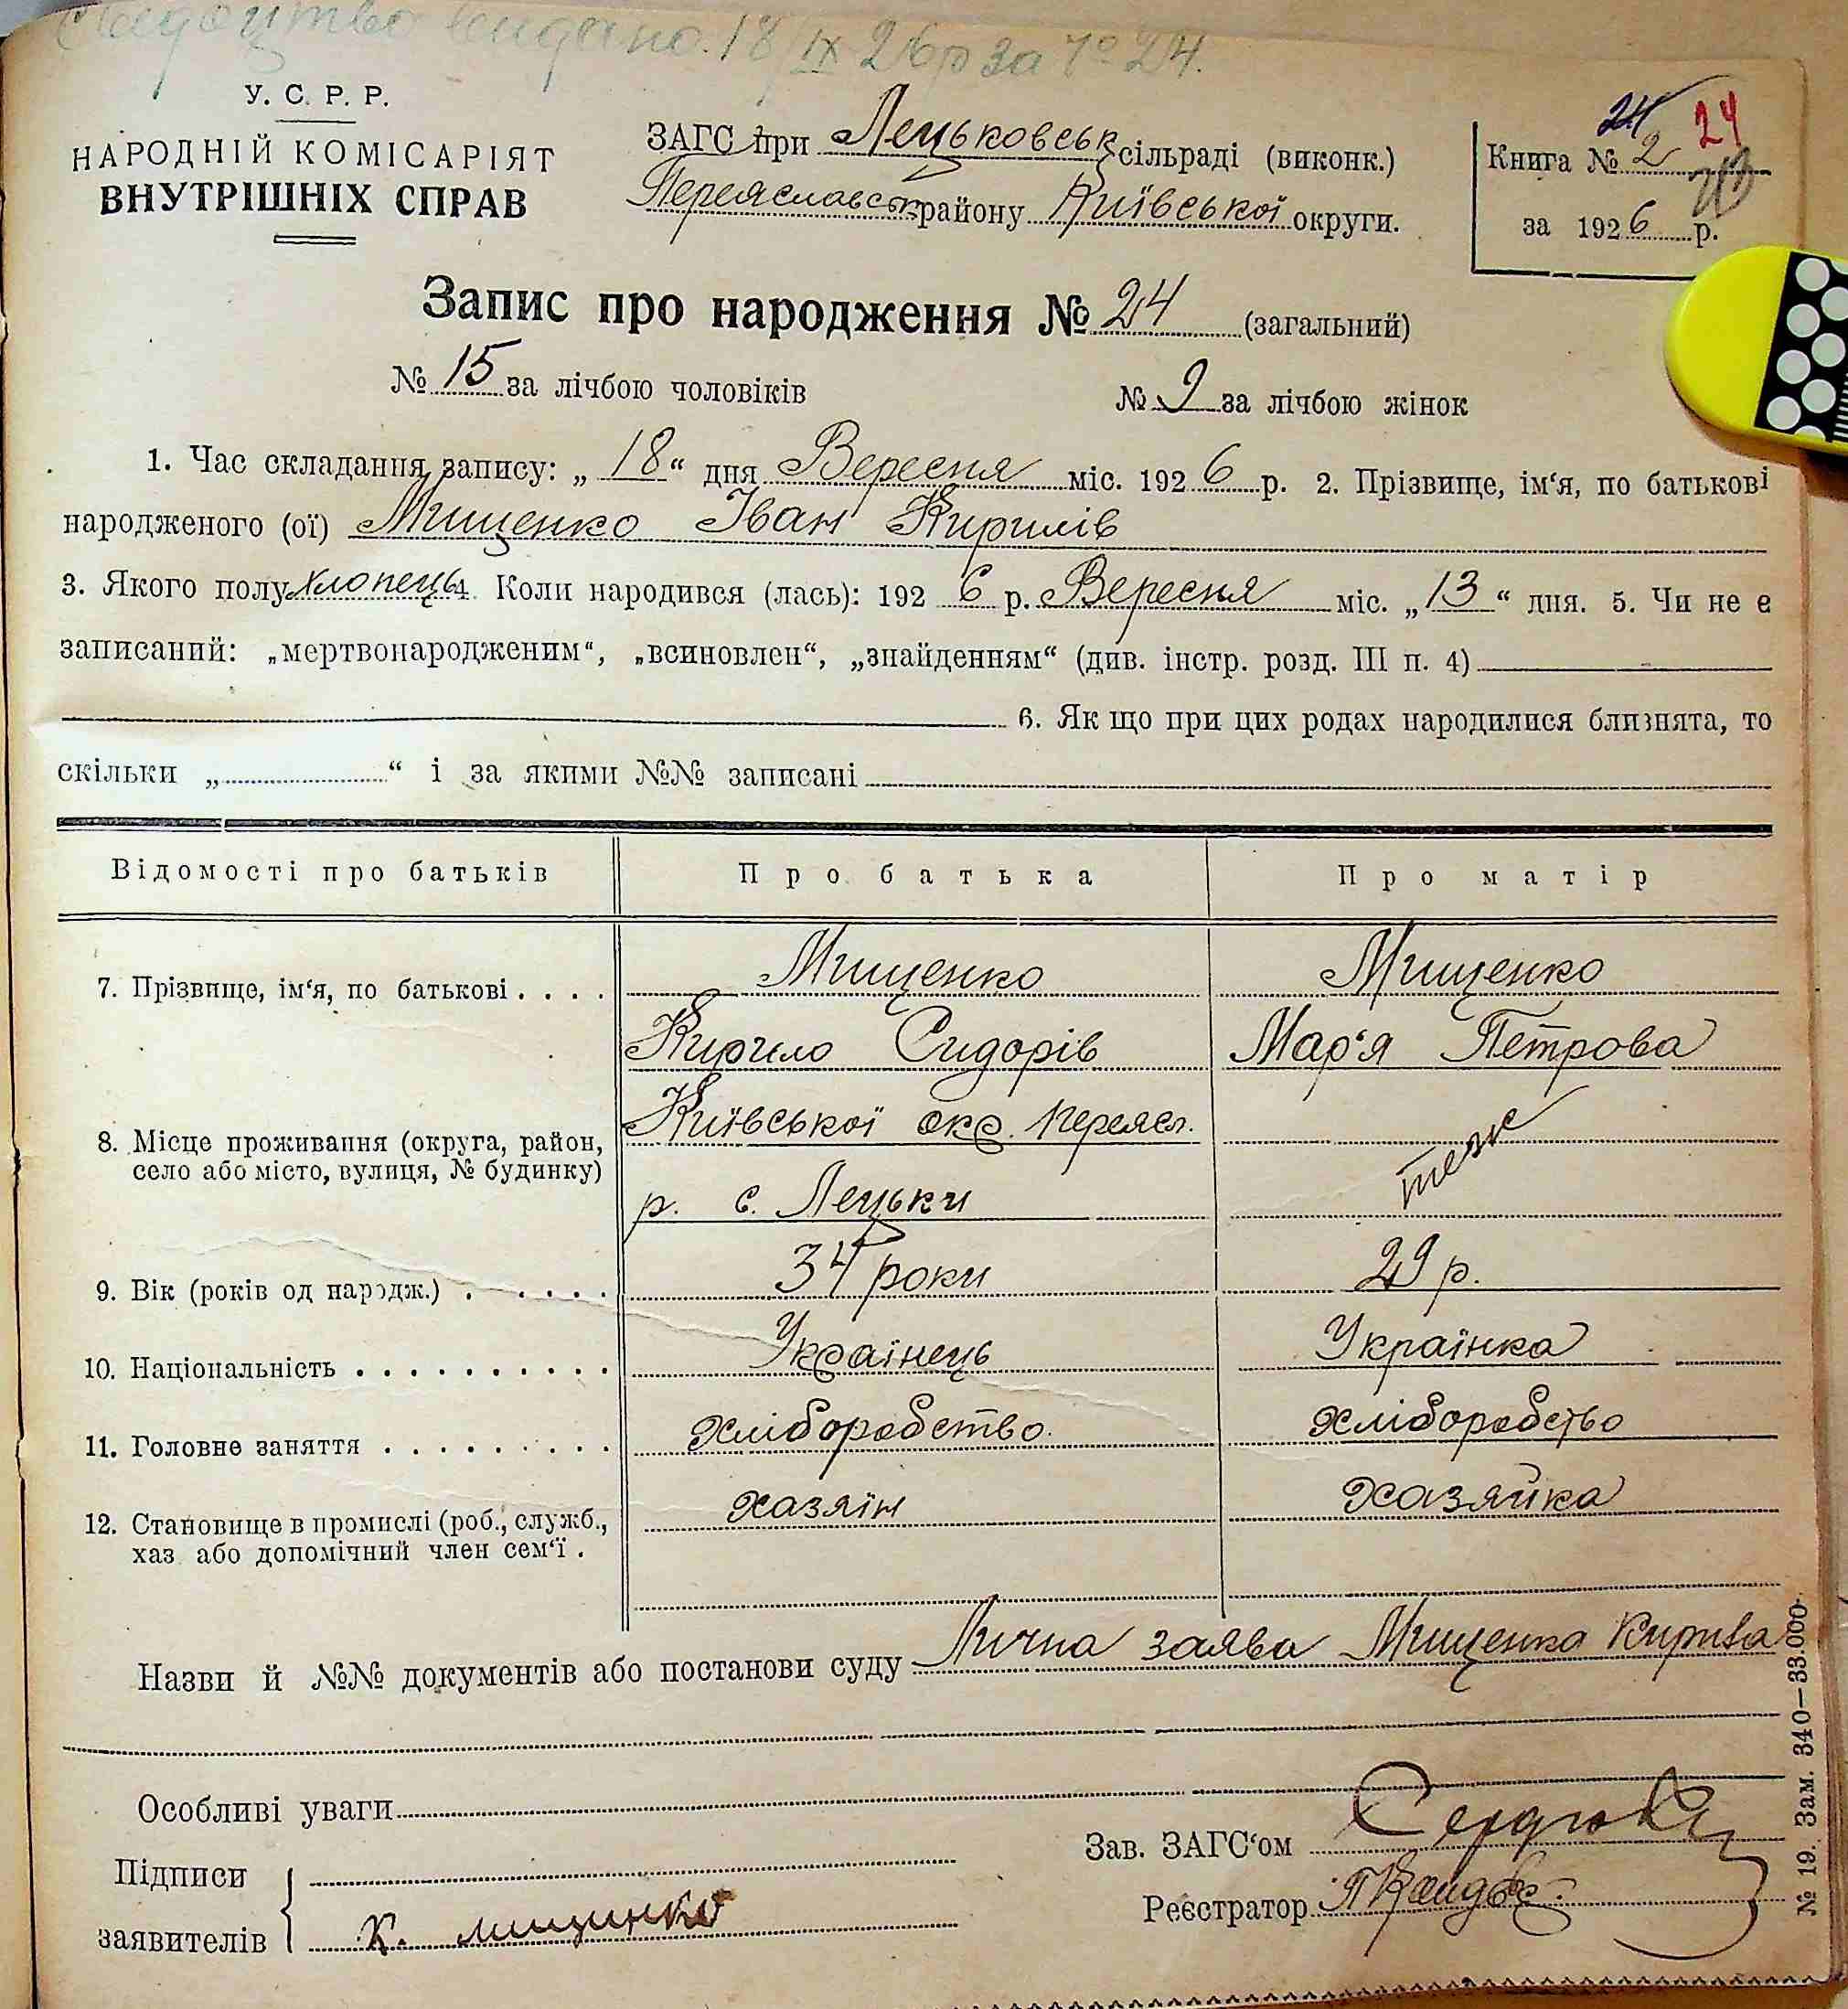 Свідоцтво видано 18/IX 26р за № 24.
У. С. Р. Р.
НАРОДНІЙ КОМІСАРІЯТ
ВНУТРІШНІХ СПРАВ
ЗАГС при Лецьковськ сільраді (виконк.)
Переяславськ району Київської округи.
24 24
Книга № 2
за 1926 р.
Запис про народження № 24 (загальний)
№ 15 за лічбою чоловіків № 9 за лічбою жінок
1. Час складання запису: „ 18 “ дня Вересня міс. 1926 р. 2. Прізвище, ім‘я, по батькові
народженого (ої) Мищенко Іван Кирилів
3. Якого полу хлопець 4. Коли народився (лась): 1926 р. Вересня міс. „ 13 “ дня. 5. Чи не є
записаний: „мертвонародженим“, „всиновлен“, „знайденням“ (див. інстр. розд. III п. 4)
6. Як що при цих родах народилися близнята, то
скільки „ “ і за якими №№ записані
Відомості про батьків Про батька Про матір
7. Прізвище, ім‘я, по батькові . . . . Мищенко Мищенко
Кирило Сидорів Мар‘я Петрова
8. Місце проживання (округа, район, Київської окр. Переясл. теж
село або місто, вулиця, № будинку)
р. с. Лецьки
9. Вік (років од народж.) . . . . . 34 роки 29 р.
10. Національність . . . . . . . . . . Українець Українка
11. Головне заняття . . . . . . . . . Хліборобство. Хліборобство
12. Становище в промислі (роб., служб., хазяїн хазяйка
хаз або допомічний член сем‘ї .
Назви й №№ документів або постанови суду Лична заява Мищенка Кирила
Особливі уваги
Підписи
заявителів К. мищинко
Зав. ЗАГС‘ом Сердюк
Реєстратор
№ 19. Зам. 340—33.000.